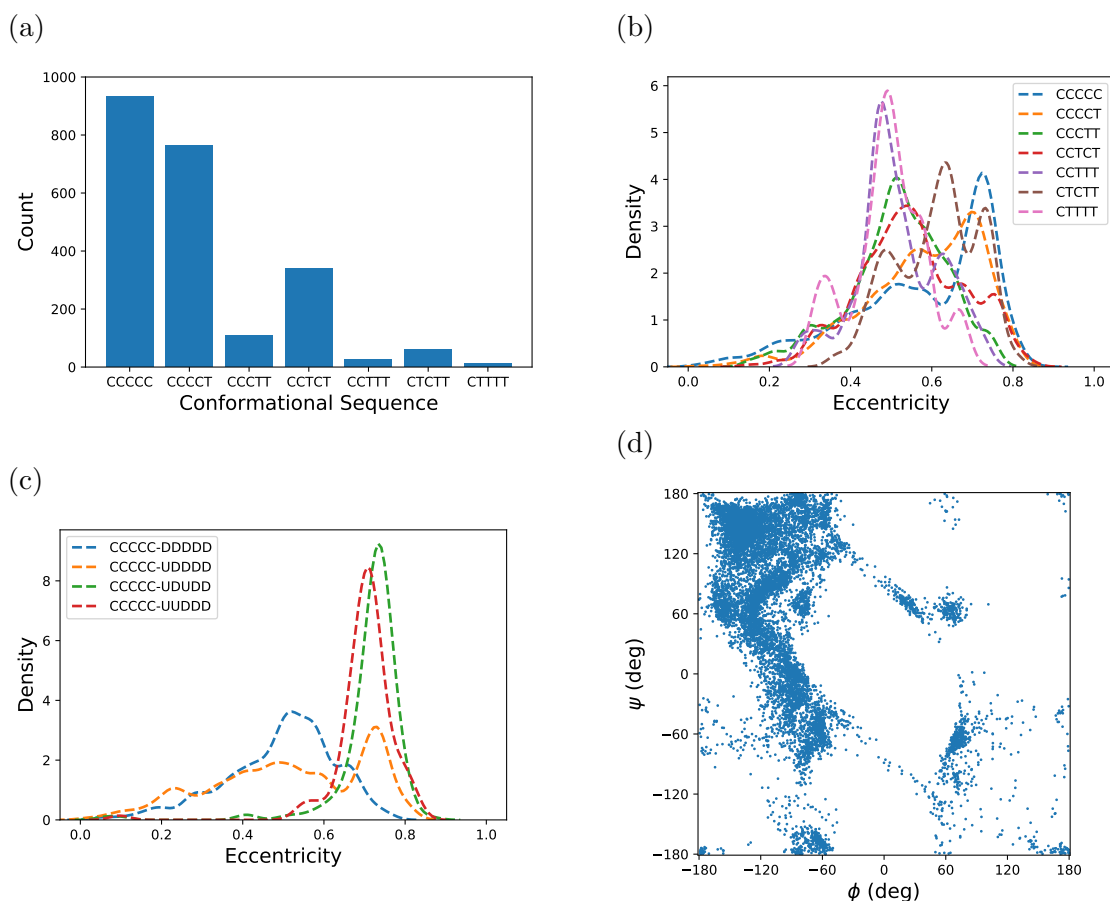 (a)
1000
800
600
400
200
0
Count
CCCCC CCCCT CCCTT CCTCT CCTTT CTCTT CTTTT
Conformational Sequence
(b)
6
5
4
3
2
1
0
Density
CCCCC
CCCCT
CCCTT
CCTCT
CCTTT
CTCTT
CTTTT
0.0 0.2 0.4 0.6 0.8 1.0
Eccentricity
(c)
8
6
4
2
0
Density
CCCCC-DDDDD
CCCCC-UDDDD
CCCCC-UDUDD
CCCCC-UUDDD
0.0 0.2 0.4 0.6 0.8 1.0
Eccentricity
(d)
180
120
60
0
−60
−120
−180
ψ (deg)
−180 −120 −60 0 60 120 180
ϕ (deg)